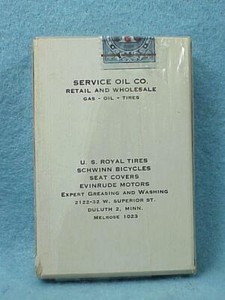 SERVICE OIL CO.
RETAIL AND WHOLESALE
GAS - OIL - TIRES
U. S. ROYAL TIRES
SCHWINN BICYCLES
SEAT COVERS
EVINRUDE MOTORS
EXPERT GREASING AND WASHING
2122-32 W. SUPERIOR ST.
DULUTH 2, MINN.
MELROSE 1023